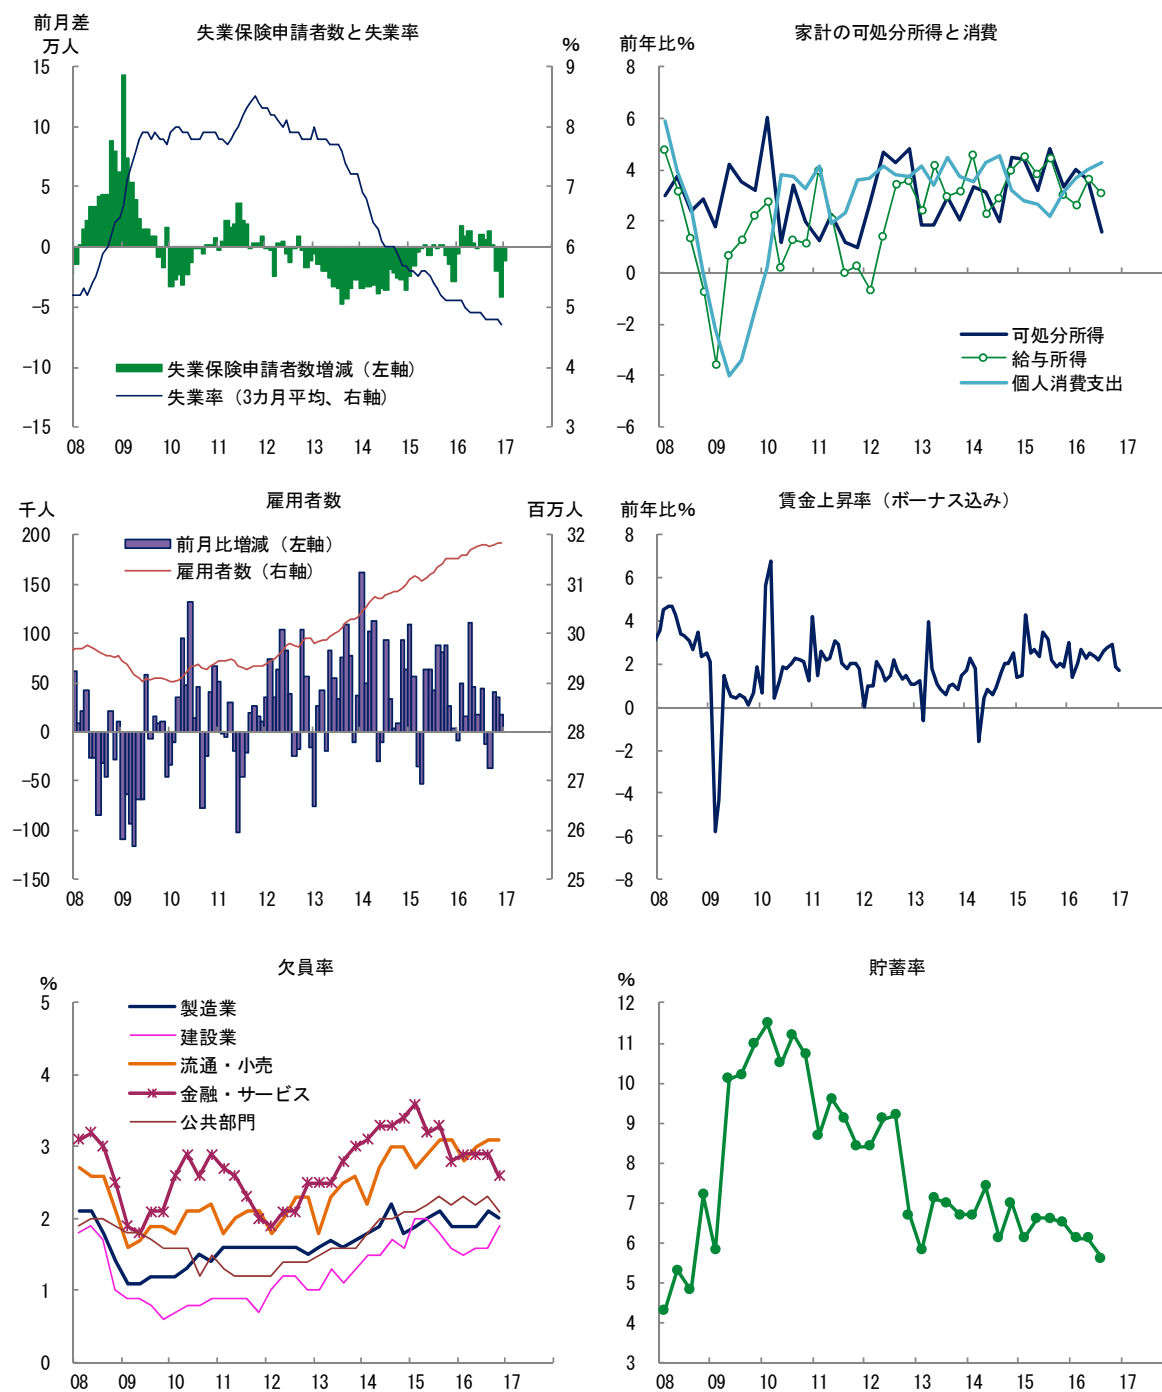 失業保険申請者数と失業率
前月差
万人
%
15
10
5
0
−5
−10
−15
9
8
7
6
5
4
3
失業保険申請者数増減（左軸）
失業率（3カ月平均、右軸）
08 09 10 11 12 13 14 15 16 17
家計の可処分所得と消費
前年比%
8
6
4
2
0
−2
−4
−6
可処分所得
給与所得
個人消費支出
08 09 10 11 12 13 14 15 16 17
雇用者数
千人
百万人
200
150
100
50
0
−50
−100
−150
32
31
30
29
28
27
26
25
前月比増減（左軸）
雇用者数（右軸）
08 09 10 11 12 13 14 15 16 17
賃金上昇率（ボーナス込み）
前年比%
8
6
4
2
0
−2
−4
−6
−8
08 09 10 11 12 13 14 15 16 17
欠員率
%
5
4
3
2
1
0
製造業
建設業
流通・小売
金融・サービス
公共部門
08 09 10 11 12 13 14 15 16 17
貯蓄率
%
12
11
10
9
8
7
6
5
4
3
08 09 10 11 12 13 14 15 16 17